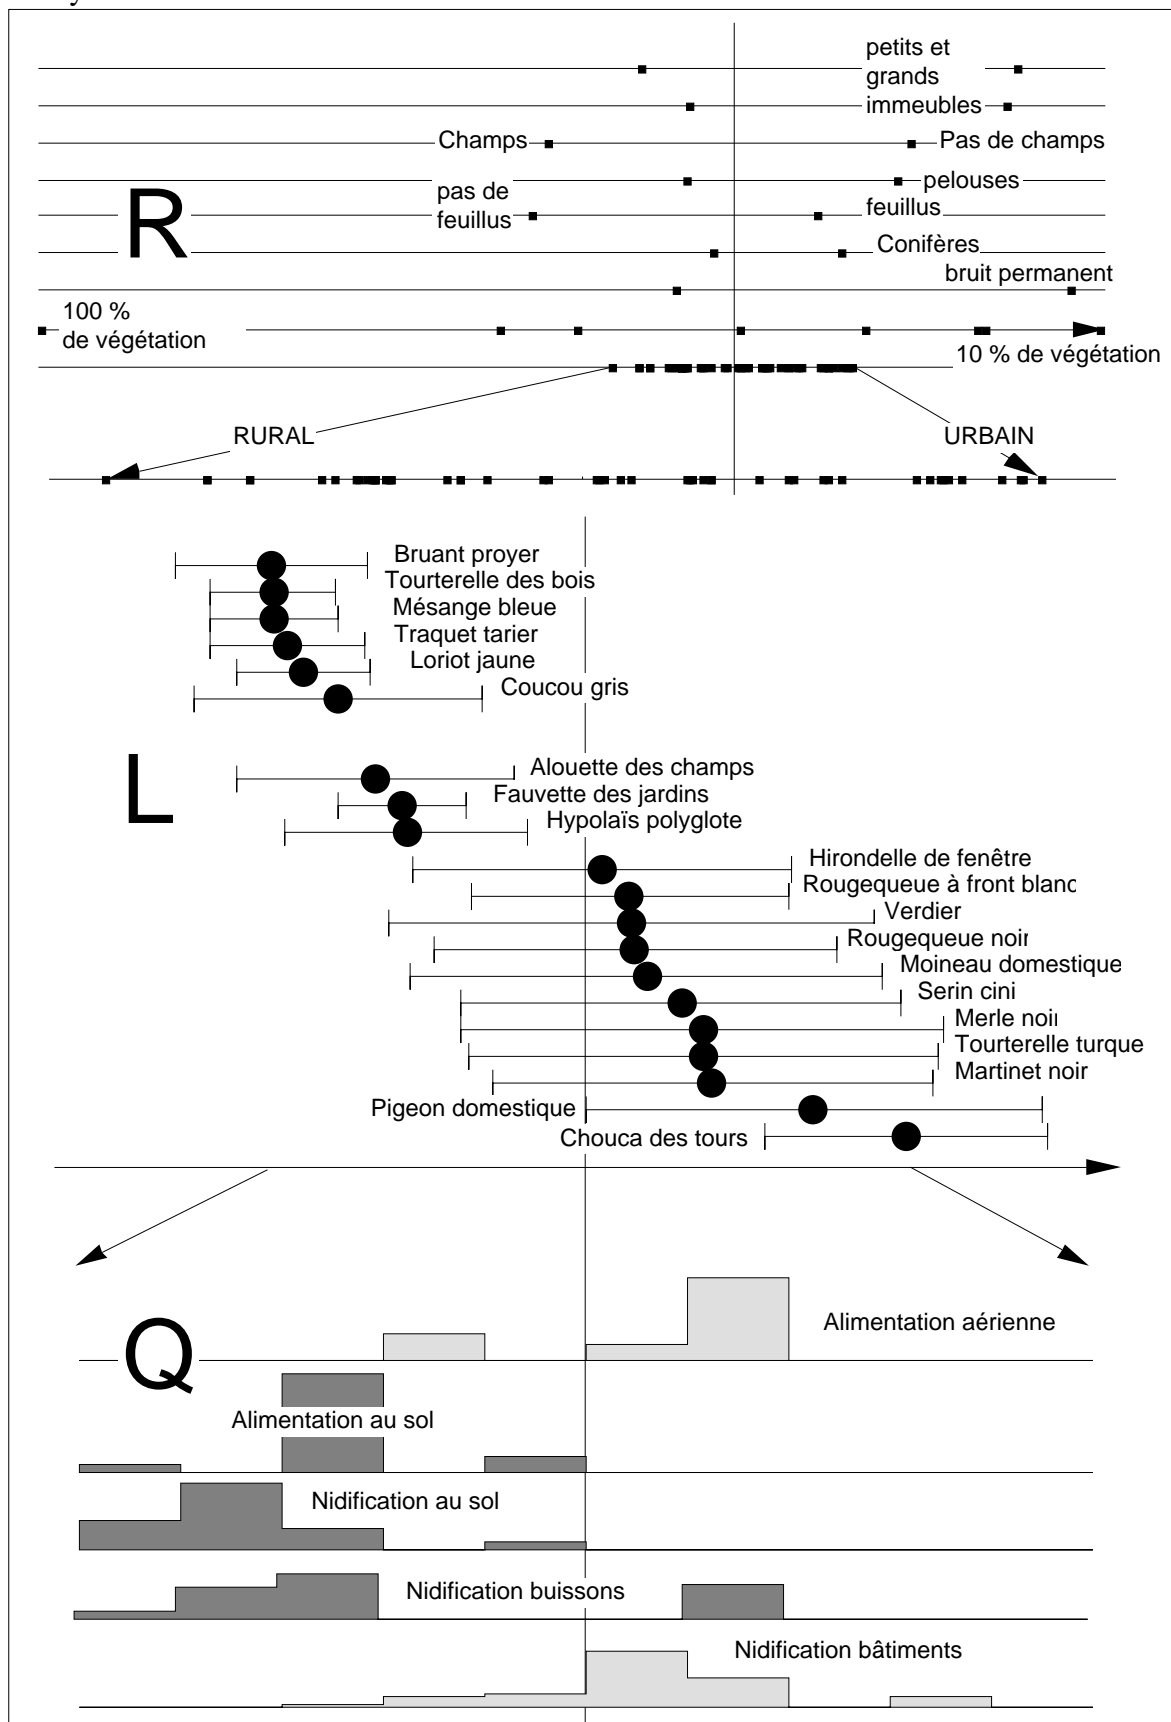 petits et
grands
immeubles
Champs
Pas de champs
R
pas de
feuillus
pelouses
feuillus
Conifères
bruit permanent
100 %
de végétation
10 % de végétation
RURAL
URBAIN
L
Bruant proyer
Tourterelle des bois
Mésange bleue
Traquet tarier
Loriot jaune
Coucou gris
Alouette des champs
Fauvette des jardins
Hypolaïs polyglote
Hirondelle de fenêtre
Rougequeue à front blanc
Verdier
Rougequeue noir
Moineau domestique
Serin cini
Merle noir
Tourterelle turque
Martinet noir
Pigeon domestique
Chouca des tours
Q
Alimentation aérienne
Alimentation au sol
Nidification au sol
Nidification buissons
Nidification bâtiments